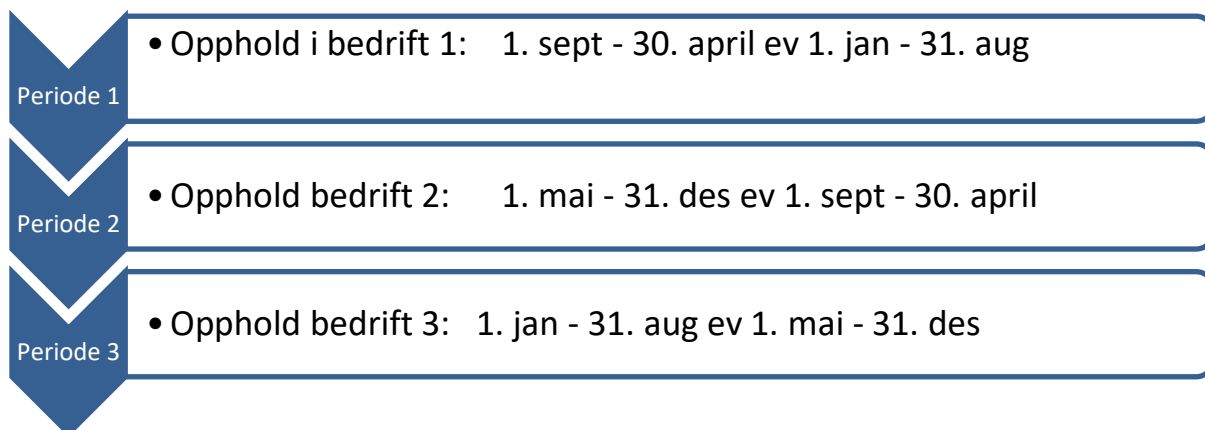 • Opphold i bedrift 1: 1. sept - 30. april ev 1. jan - 31. aug
Periode 1
• Opphold bedrift 2: 1. mai - 31. des ev 1. sept - 30. april
Periode 2
• Opphold bedrift 3: 1. jan - 31. aug ev 1. mai - 31. des
Periode 3